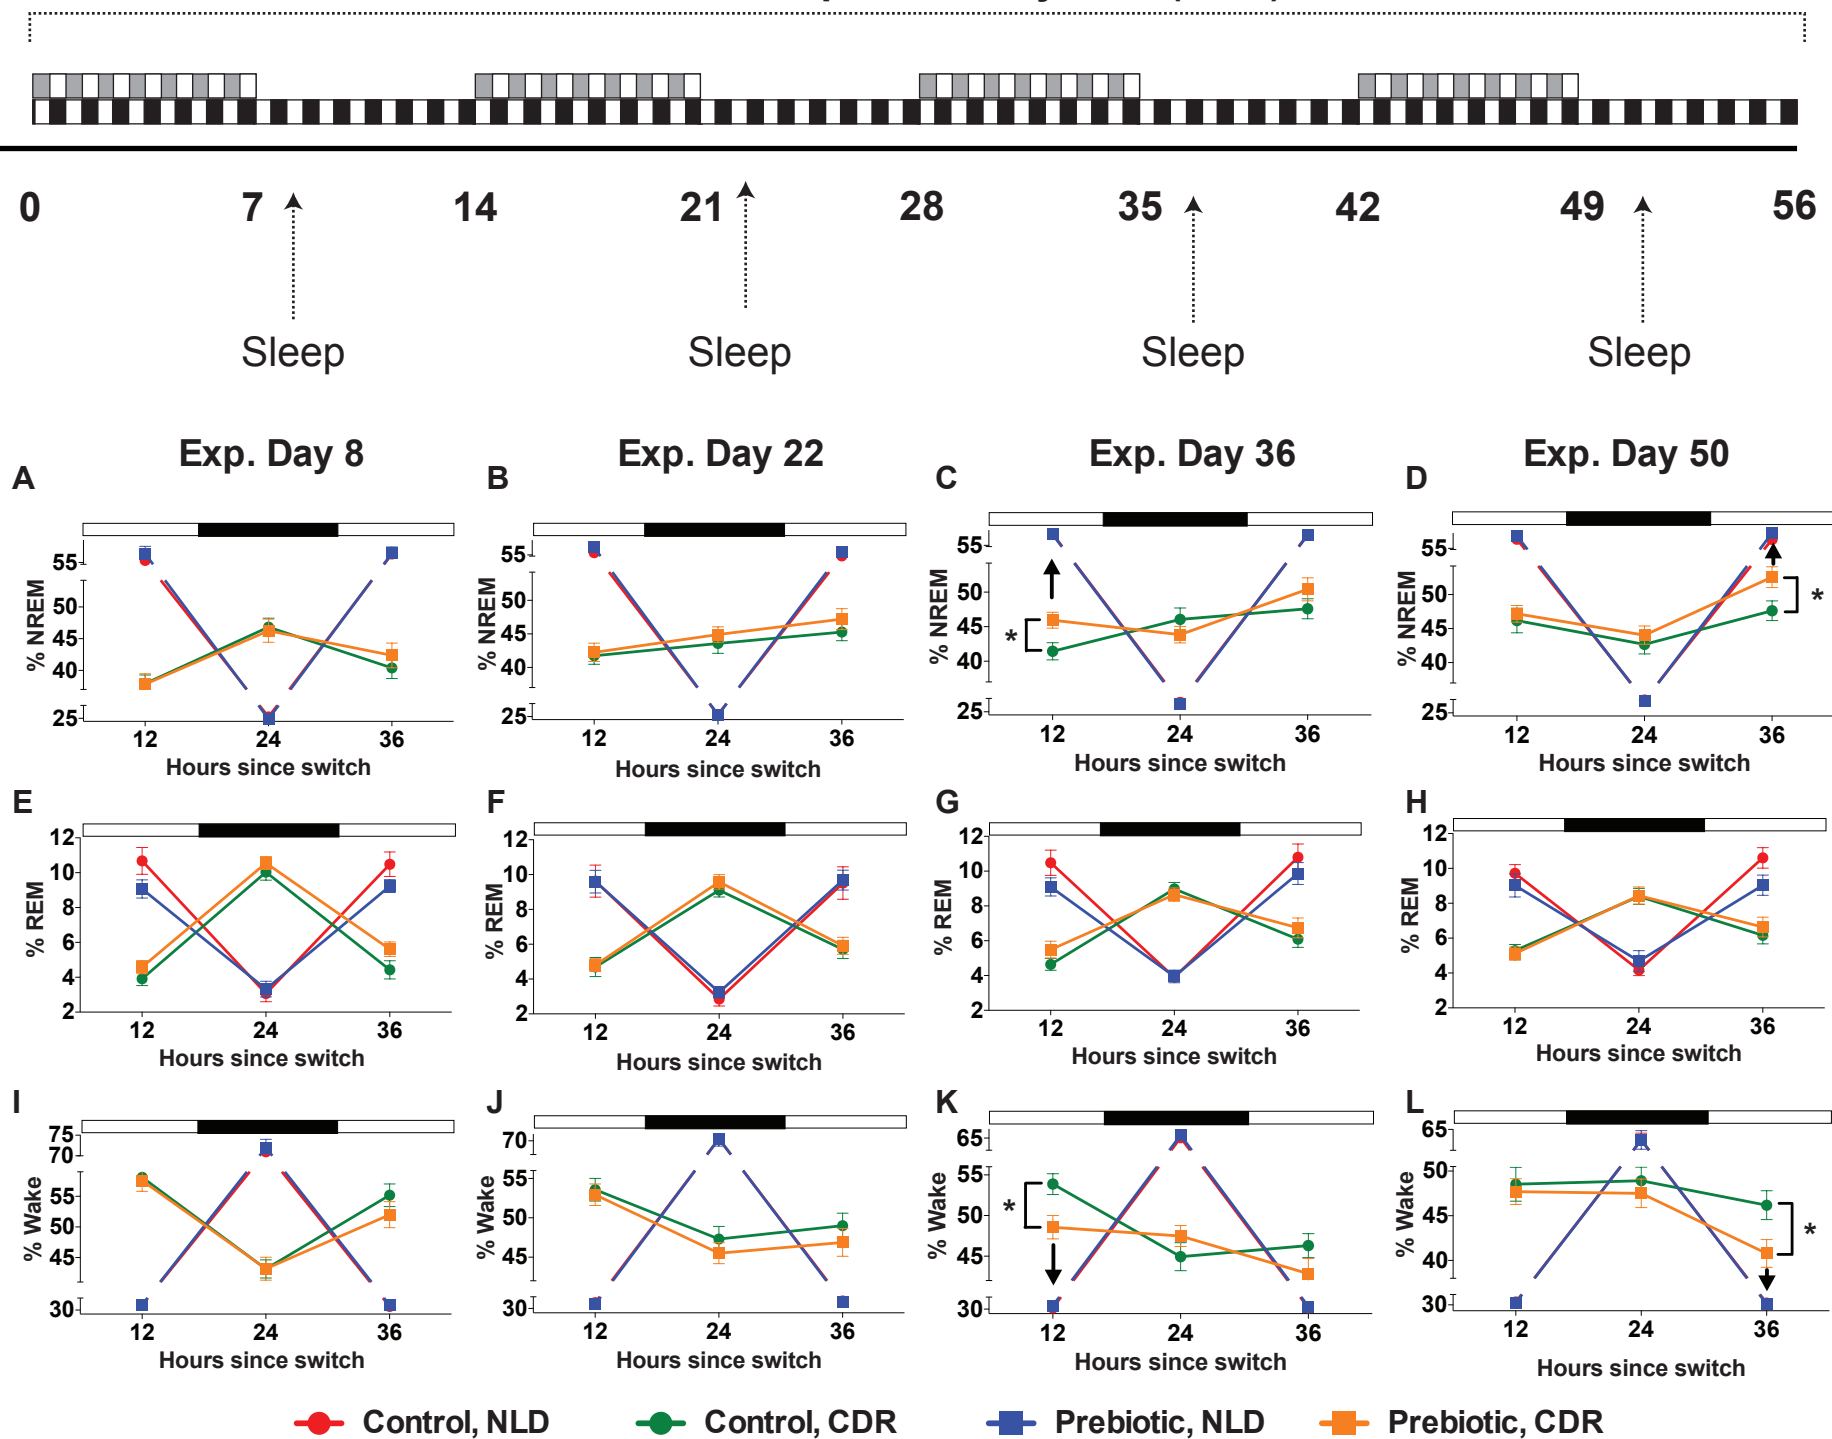 0 7 14 21 28 35 42 49 56
Sleep Sleep Sleep Sleep
Exp. Day 8 Exp. Day 22 Exp. Day 36 Exp. Day 50
A
% NREM
55
50
45
40
25
12 24 36
Hours since switch
B
% NREM
55
50
45
40
25
12 24 36
Hours since switch
C
% NREM
55
50
45
40
25
*
12 24 36
Hours since switch
D
% NREM
55
50
45
40
25
*
12 24 36
Hours since switch
E
% REM
12
10
8
6
4
2
12 24 36
Hours since switch
F
% REM
12
10
8
6
4
2
12 24 36
Hours since switch
G
% REM
12
10
8
6
4
2
12 24 36
Hours since switch
H
% REM
12
10
8
6
4
2
12 24 36
Hours since switch
I
% Wake
75
70
55
50
45
30
12 24 36
Hours since switch
J
% Wake
70
55
50
45
30
12 24 36
Hours since switch
K
% Wake
65
55
50
45
30
*
12 24 36
Hours since switch
L
% Wake
65
50
45
40
30
*
12 24 36
Hours since switch
Control, NLD Control, CDR Prebiotic, NLD Prebiotic, CDR